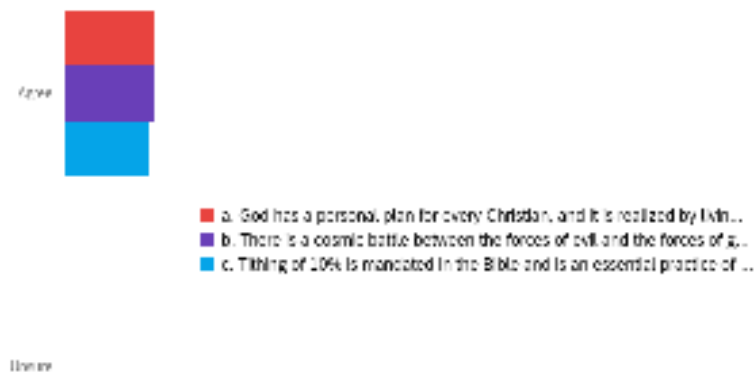 Agree
a. God has a personal plan for every Christian, and it is realized by livin...
b. There is a cosmic battle between the forces of evil and the forces of g...
c. Tithing of 10% is mandated in the Bible and is an essential practice of ...
Unsure